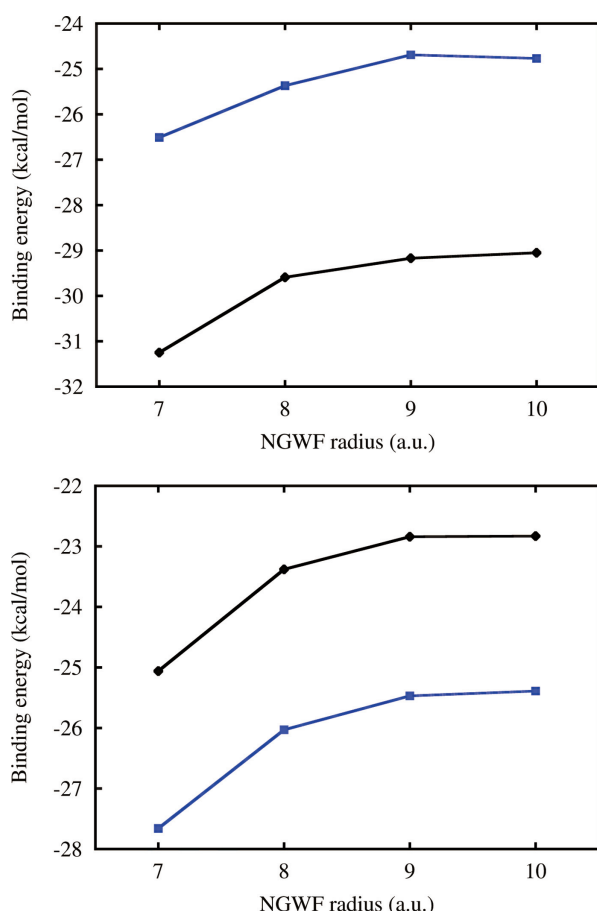 -24
-25
-26
-27
-28
-29
-30
-31
-32
Binding energy (kcal/mol)
7 8 9 10
NGWF radius (a.u.)
-22
-23
-24
-25
-26
-27
-28
Binding energy (kcal/mol)
7 8 9 10
NGWF radius (a.u.)